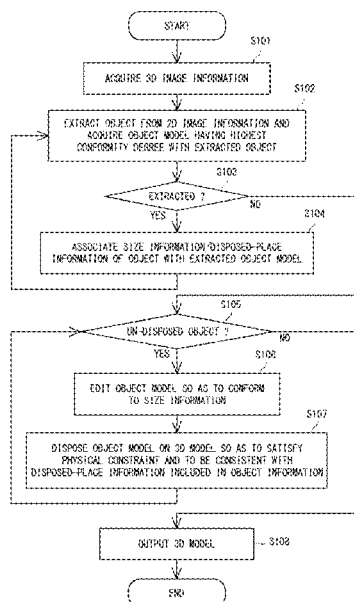 START
S101
ACQUIRE 3D IMAGE INFORMATION
S102
EXTRACT OBJECT FROM 2D IMAGE INFORMATION AND
ACQUIRE OBJECT MODEL HAVING HIGHEST
CONFORMITY DEGREE WITH EXTRACTED OBJECT
S103
EXTRACTED ?
NO
YES
S104
ASSOCIATE SIZE INFORMATION·DISPOSED-PLACE
INFORMATION OF OBJECT WITH EXTRACTED OBJECT MODEL
S105
UN-DISPOSED OBJECT ?
YES
NO
S106
EDIT OBJECT MODEL SO AS TO CONFORM
TO SIZE INFORMATION
S107
DISPOSE OBJECT MODEL ON 3D MODEL SO AS TO SATISFY
PHYSICAL CONSTRAINT AND TO BE CONSISTENT WITH
DISPOSED-PLACE INFORMATION INCLUDED IN OBJECT INFORMATION
OUTPUT 3D MODEL
S108
END